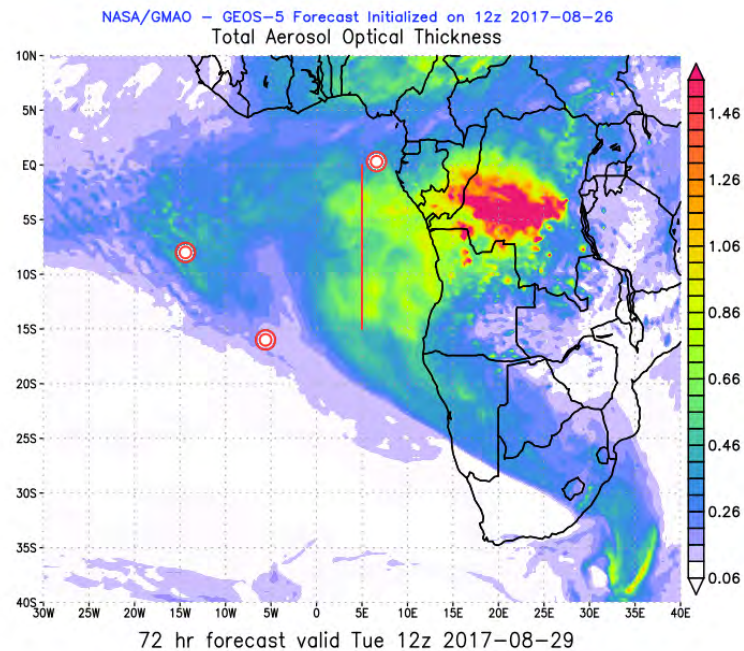 NASA/GMAO - GEOS-5 Forecast Initialized on 12z 2017-08-26
Total Aerosol Optical Thickness
10N
5N
EQ
5S
10S
15S
20S
25S
30S
35S
40S
30W 25W 20W 15W 10W 5W 0 5E 10E 15E 20E 25E 30E 35E 40E
1.46
1.26
1.06
0.86
0.66
0.46
0.26
0.06
72 hr forecast valid Tue 12z 2017-08-29